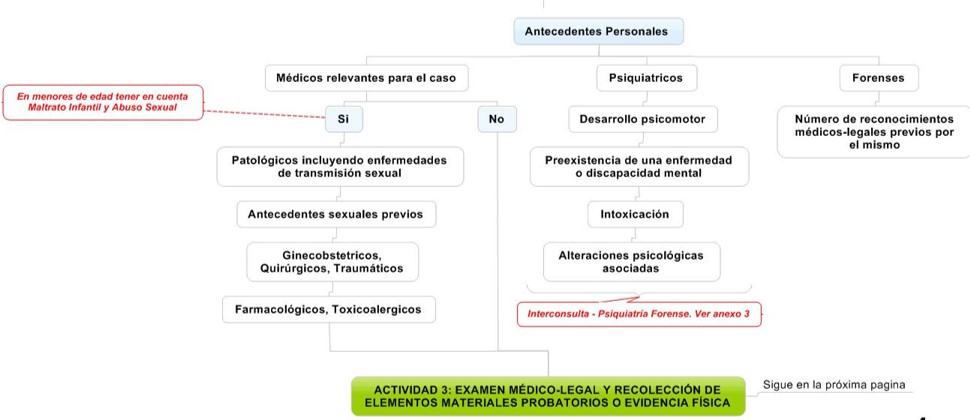 Antecedentes Personales
Médicos relevantes para el caso
Psiquiatricos
Forenses
En menores de edad tener en cuenta
Maltrato Infantil y Abuso Sexual
Si
No
Desarrollo psicomotor
Número de reconocimientos
médicos-legales previos por
el mismo
Patológicos incluyendo enfermedades
de transmisión sexual
Preexistencia de una enfermedad
o discapacidad mental
Antecedentes sexuales previos
Intoxicación
Ginecobstetricos,
Quirúrgicos, Traumáticos
Alteraciones psicológicas
asociadas
Farmacológicos, Toxicoalergicos
Interconsulta - Psiquiatría Forense. Ver anexo 3
ACTIVIDAD 3: EXAMEN MÉDICO-LEGAL Y RECOLECCIÓN DE
ELEMENTOS MATERIALES PROBATORIOS O EVIDENCIA FÍSICA
Sigue en la próxima pagina